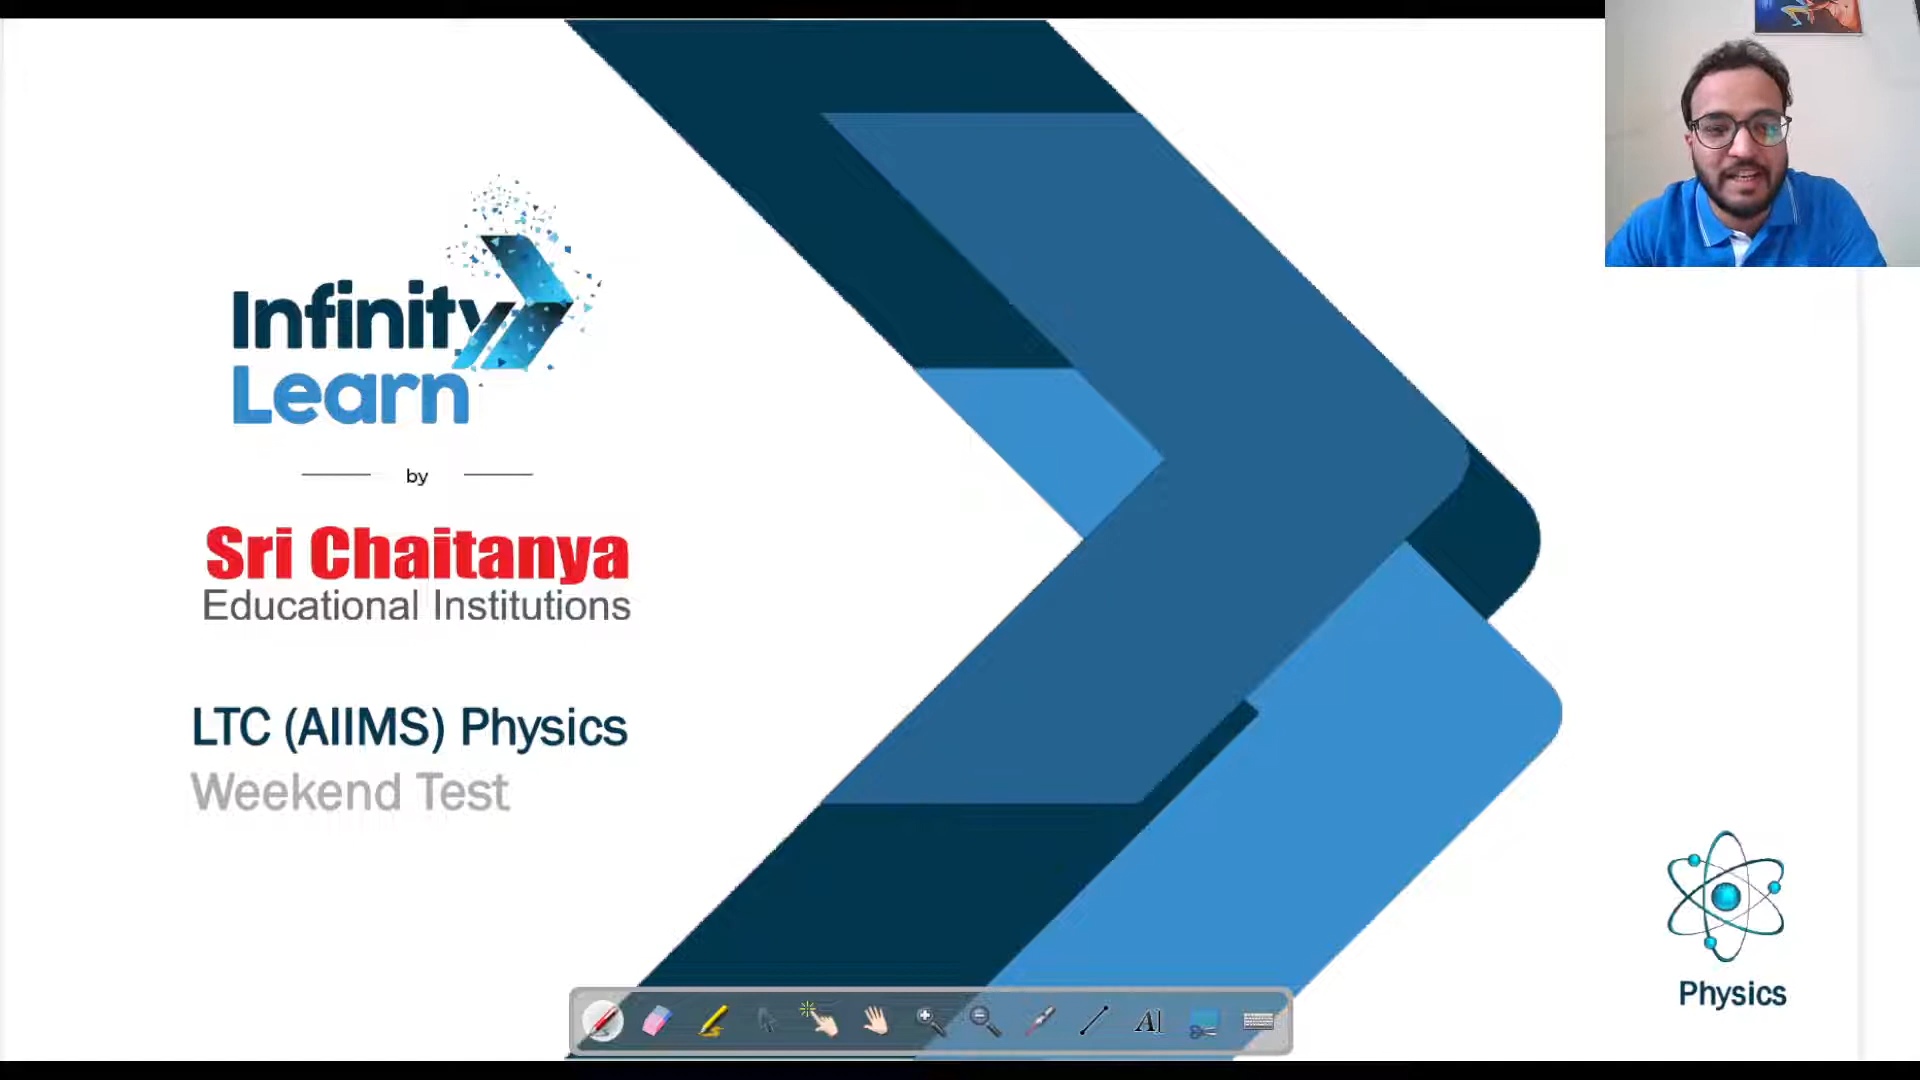 Infinity
Learn
by
Sri Chaitanya
Educational Institutions
LTC (AIIMS) Physics
Weekend Test
Physics